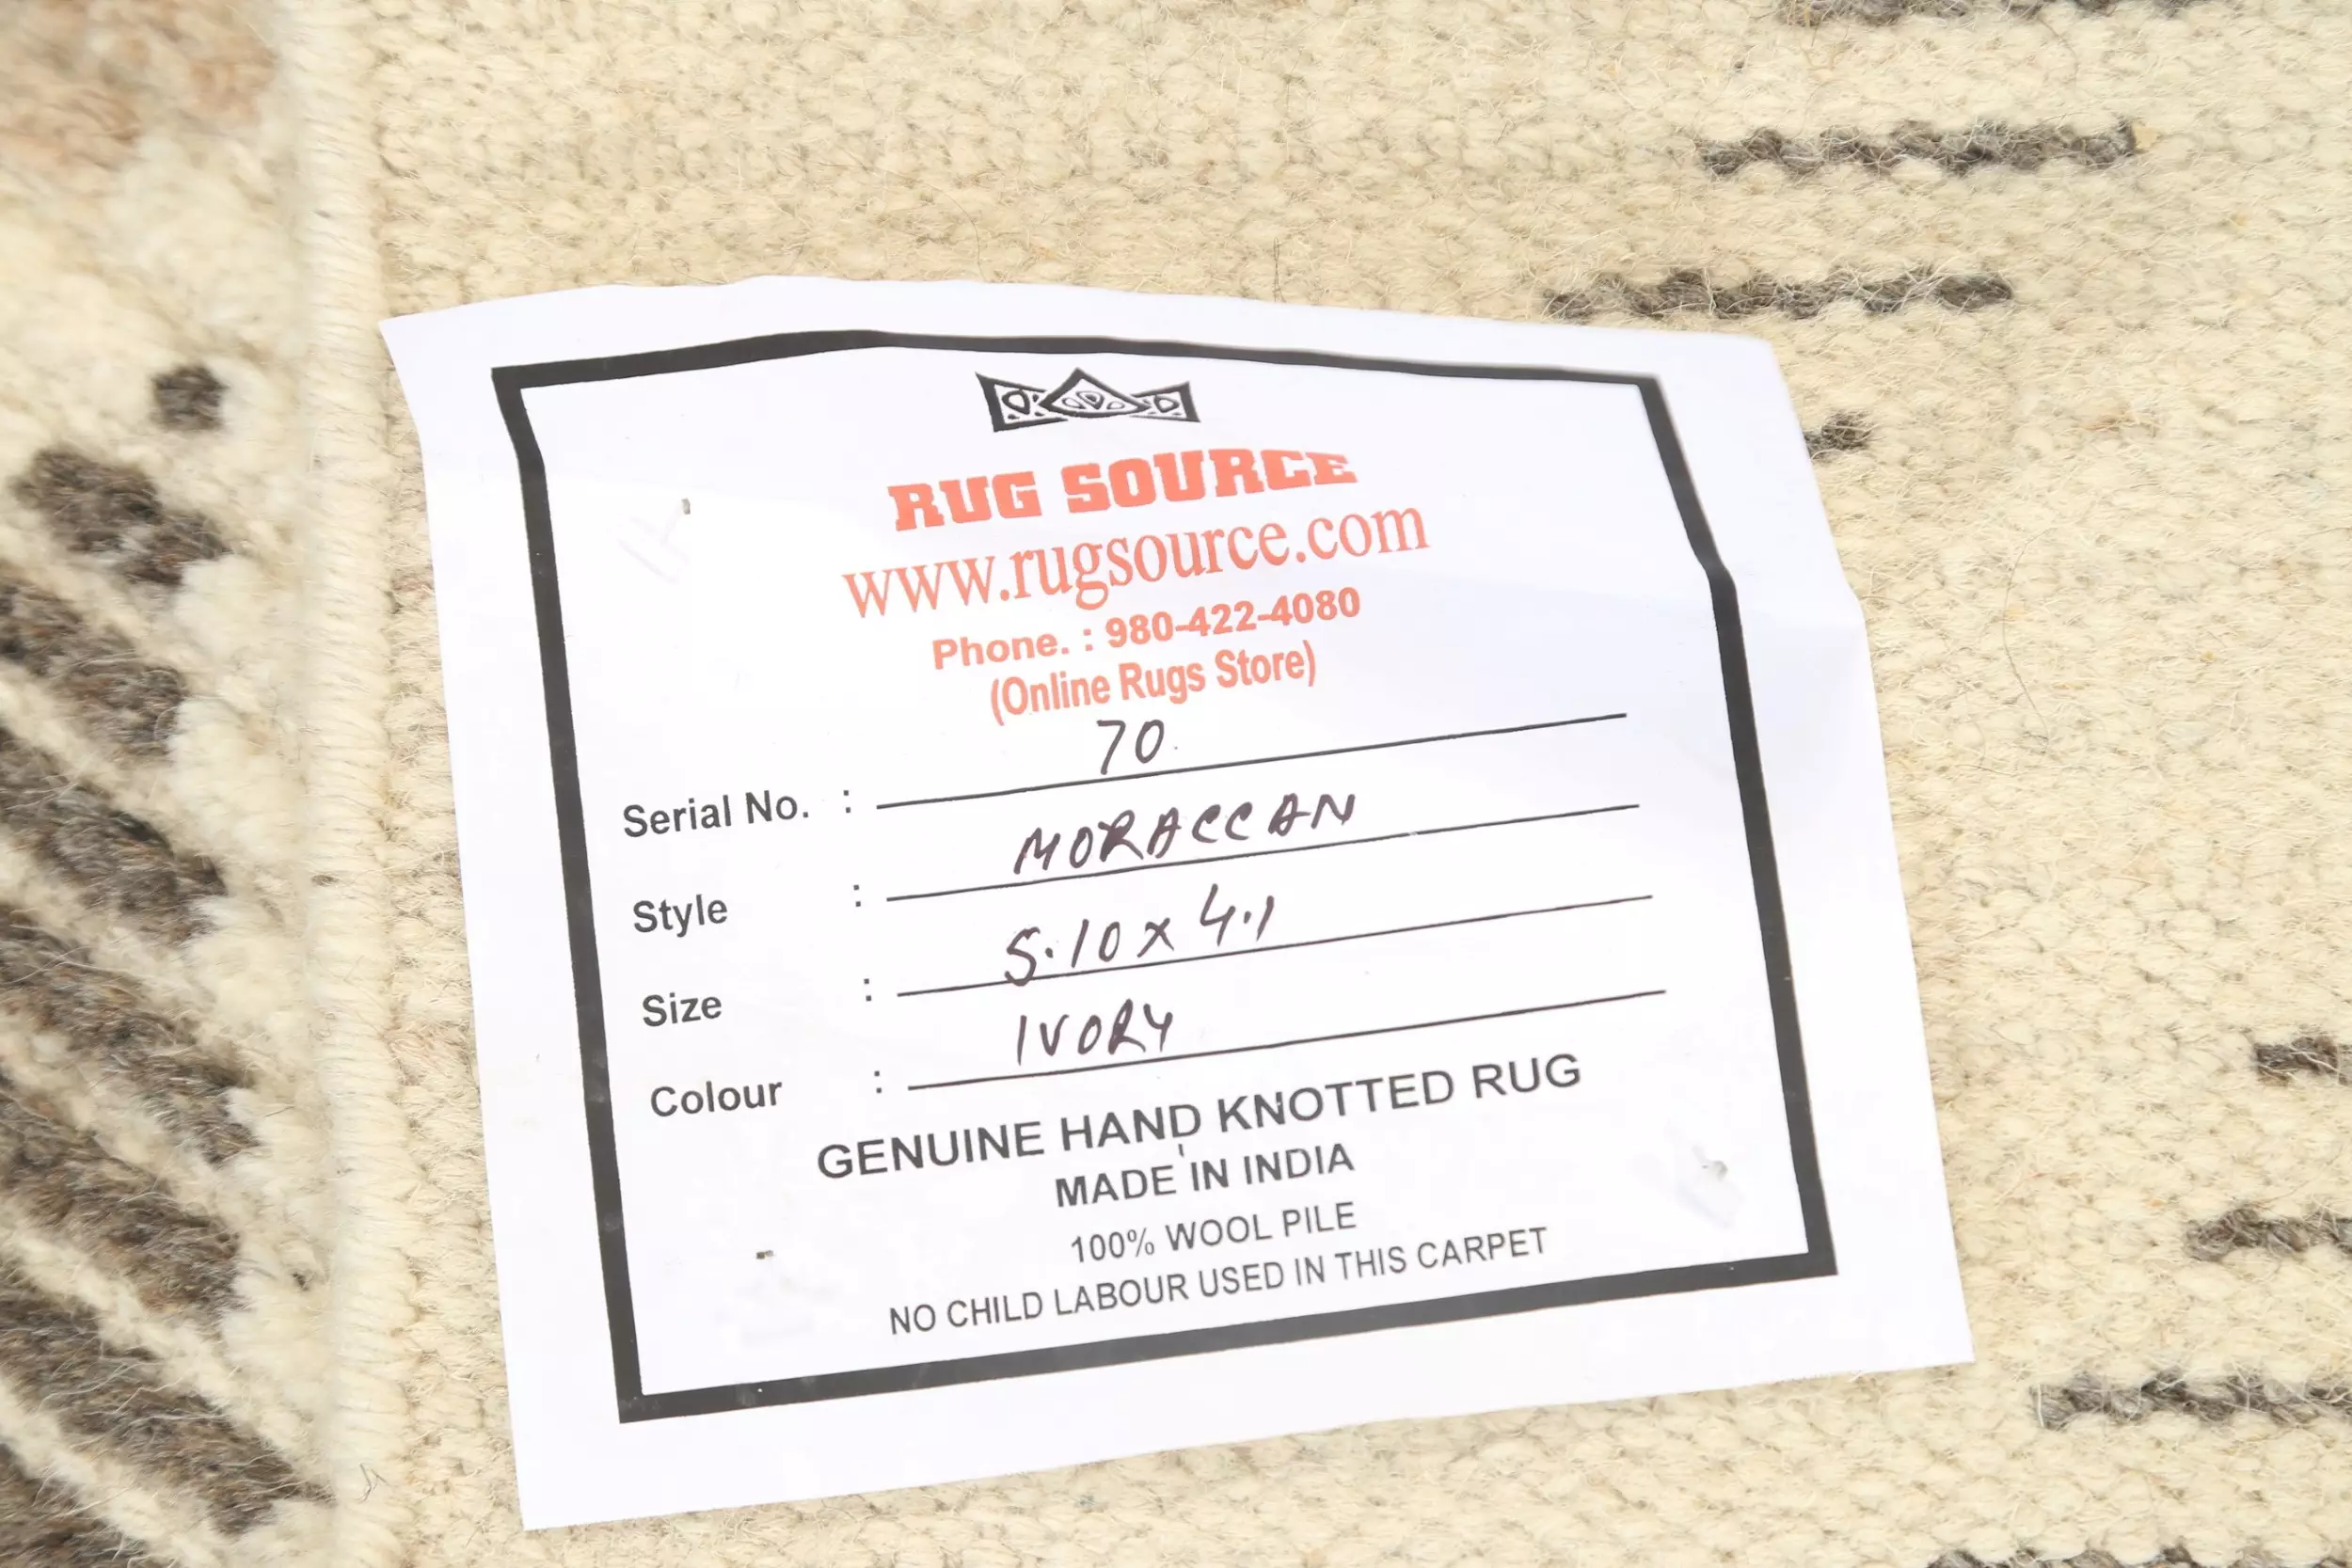 RUG SOURCE
www.rugsource.com
Phone. : 980-422-4080
(Online Rugs Store)
Serial No. : 70
Style : MORACCAN
Size : 5.10 x 4.1
Colour : IVORY
GENUINE HAND KNOTTED RUG
MADE IN INDIA
100% WOOL PILE
NO CHILD LABOUR USED IN THIS CARPET